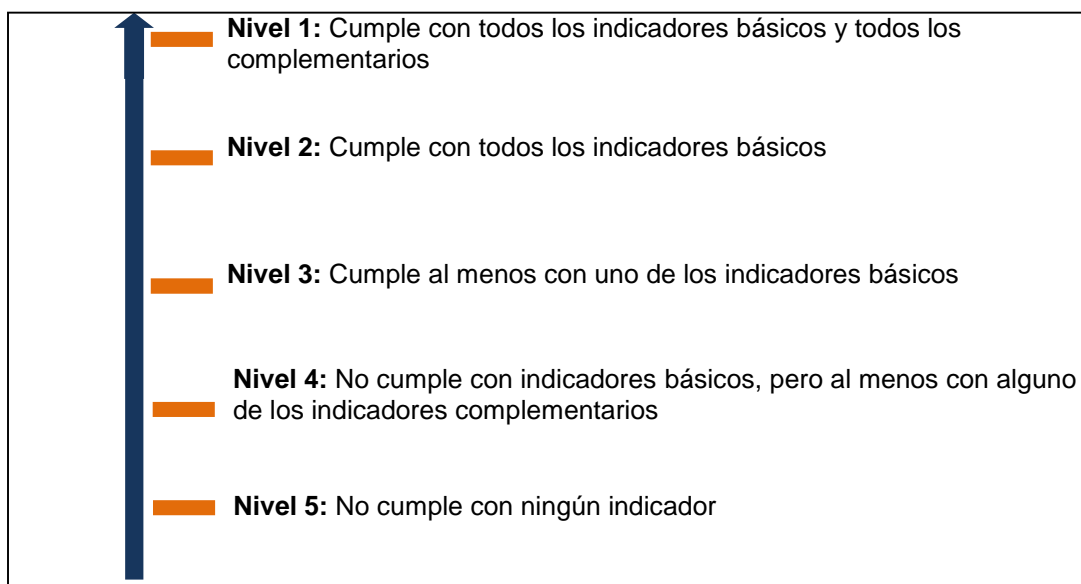 Nivel 1: Cumple con todos los indicadores básicos y todos los
complementarios
Nivel 2: Cumple con todos los indicadores básicos
Nivel 3: Cumple al menos con uno de los indicadores básicos
Nivel 4: No cumple con indicadores básicos, pero al menos con alguno
de los indicadores complementarios
Nivel 5: No cumple con ningún indicador